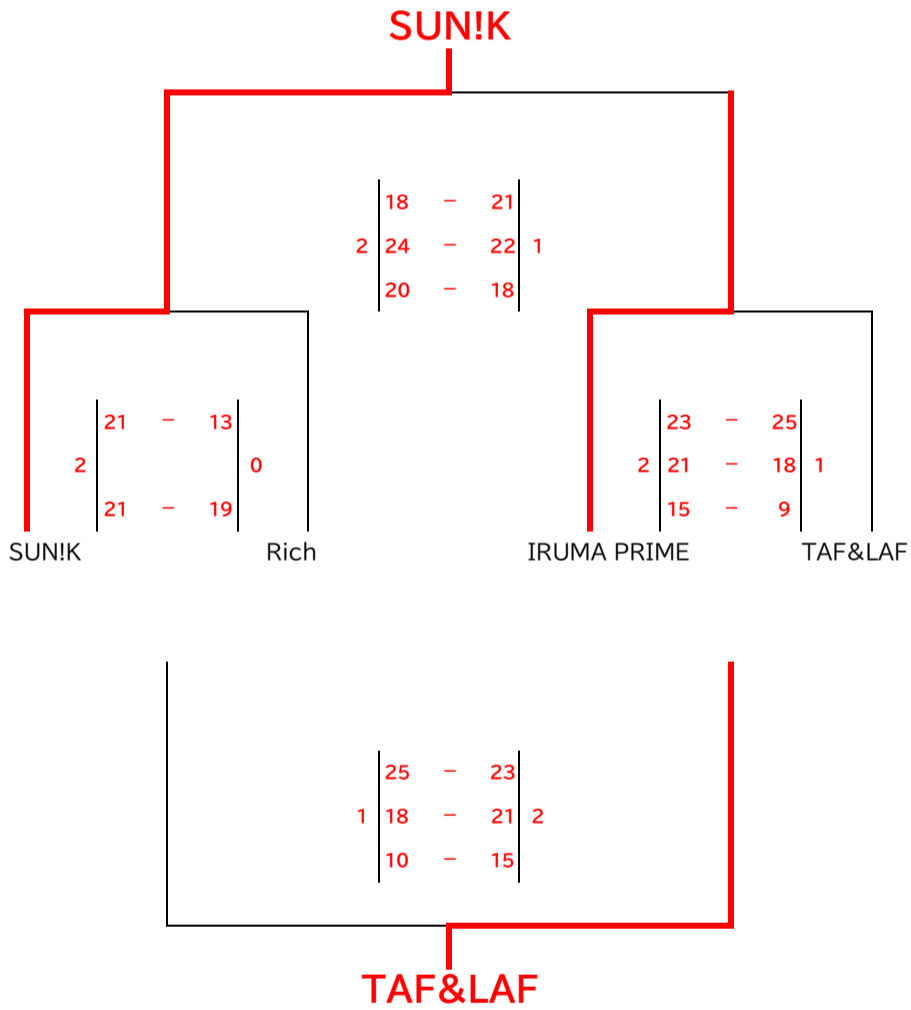 SUN!K
18 – 21
2 24 – 22 1
20 – 18
21 – 13
2 0
21 – 19
23 – 25
2 21 – 18 1
15 – 9
SUN!K Rich IRUMA PRIME TAF&LAF
25 – 23
1 18 – 21 2
10 – 15
TAF&LAF